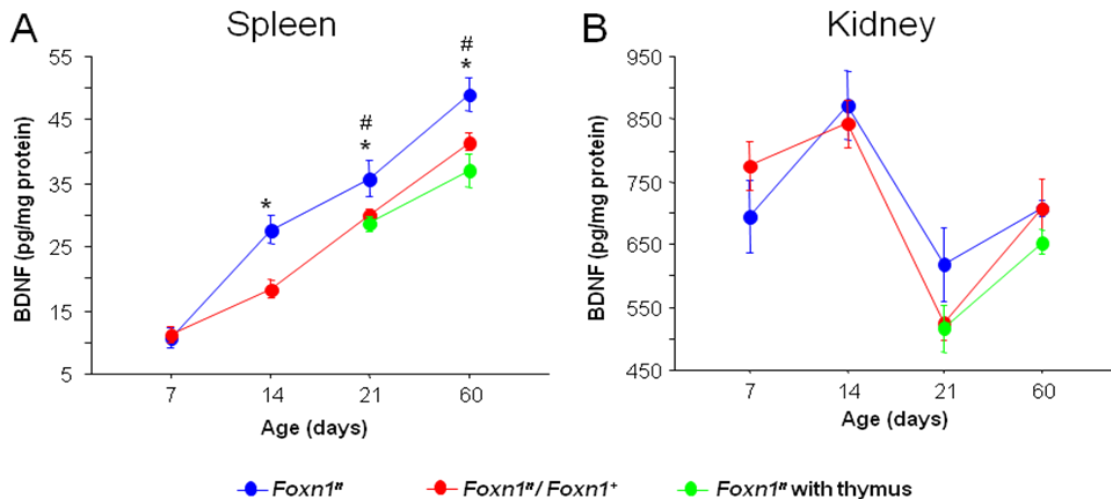 A Spleen
55
45
35
25
15
5
BDNF (pg/mg protein)
*
#
*
#
*
7 14 21 60
Age (days)
B Kidney
950
850
750
650
550
450
BDNF (pg/mg protein)
7 14 21 60
Age (days)
Foxn1ⁿ Foxn1ⁿ/Foxn1⁺ Foxn1ⁿ with thymus